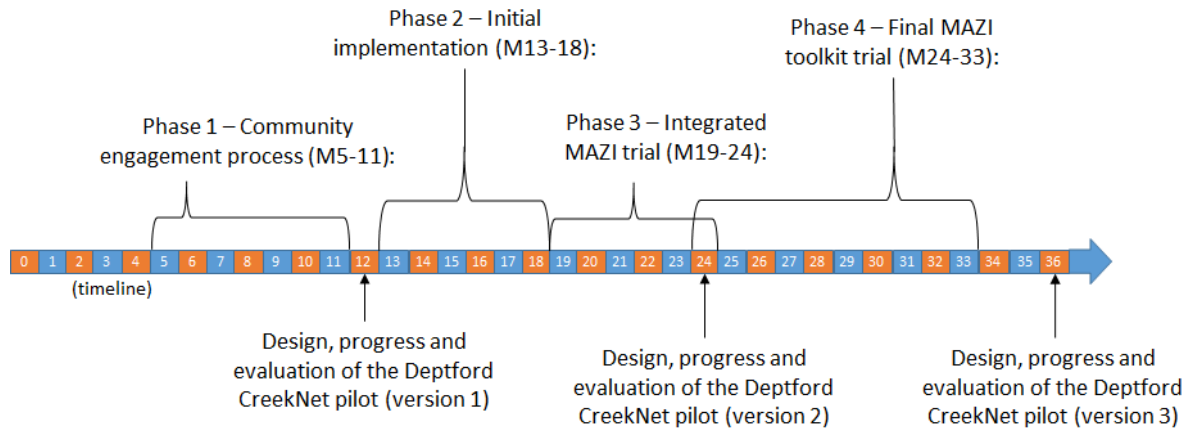 Phase 1 – Community
engagement process (M5-11):
Phase 2 – Initial
implementation (M13-18):
Phase 3 – Integrated
MAZI trial (M19-24):
Phase 4 – Final MAZI
toolkit trial (M24-33):
0 1 2 3 4 5 6 7 8 9 10 11 12 13 14 15 16 17 18 19 20 21 22 23 24 25 26 27 28 29 30 31 32 33 34 35 36
(timeline)
Design, progress and
evaluation of the Deptford
CreekNet pilot (version 1)
Design, progress and
evaluation of the Deptford
CreekNet pilot (version 2)
Design, progress and
evaluation of the Deptford
CreekNet pilot (version 3)